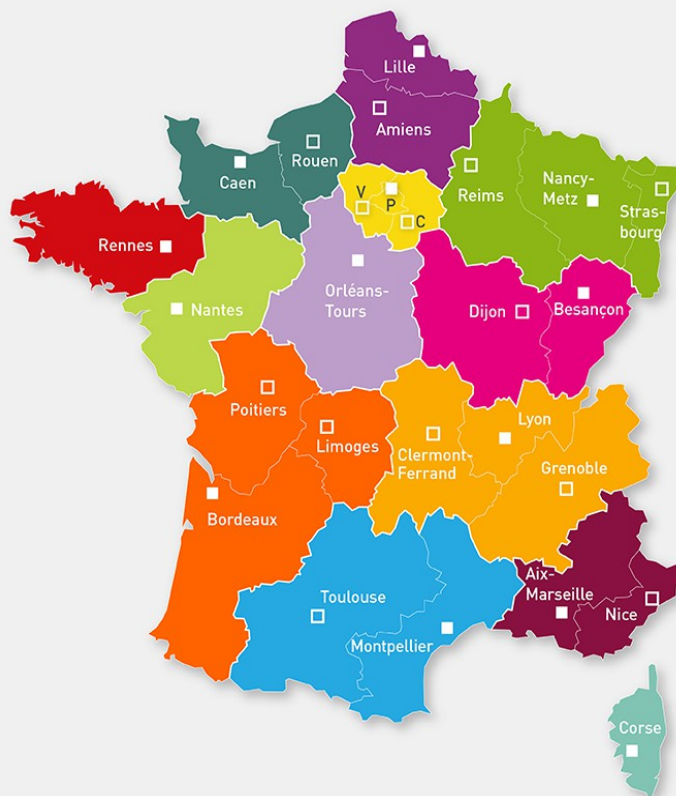 Lille
Amiens
Rouen
Caen
V
P
C
Reims
Nancy-
Metz
Stras-
bourg
Rennes
Nantes
Orléans-
Tours
Dijon
Besançon
Poitiers
Limoges
Clermont-
Ferrand
Lyon
Grenoble
Bordeaux
Toulouse
Montpellier
Aix-
Marseille
Nice
Corse